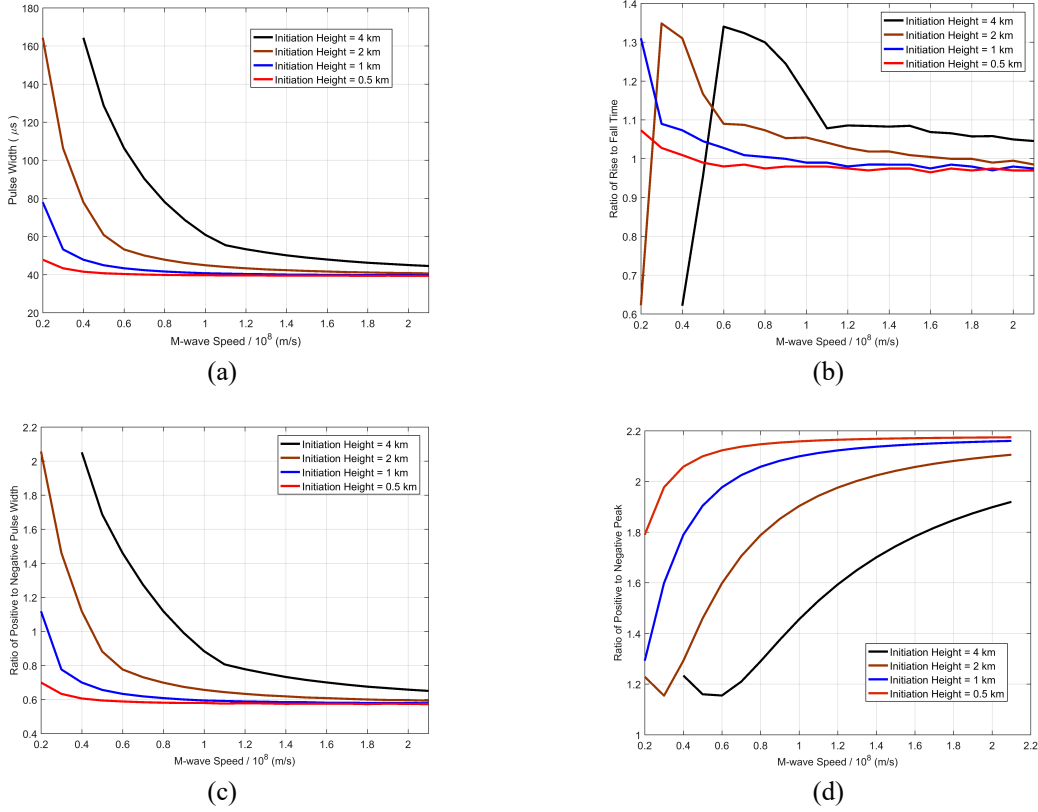 180
160
140
120
100
80
60
40
20
0.2 0.4 0.6 0.8 1 1.2 1.4 1.6 1.8 2
Pulse Width ( μs )
M-wave Speed / 10^8 (m/s)
Initiation Height = 4 km
Initiation Height = 2 km
Initiation Height = 1 km
Initiation Height = 0.5 km
(a)
1.4
1.3
1.2
1.1
1
0.9
0.8
0.7
0.6
0.2 0.4 0.6 0.8 1 1.2 1.4 1.6 1.8 2
Ratio of Rise to Fall Time
M-wave Speed / 10^8 (m/s)
Initiation Height = 4 km
Initiation Height = 2 km
Initiation Height = 1 km
Initiation Height = 0.5 km
(b)
2.2
2
1.8
1.6
1.4
1.2
1
0.8
0.6
0.4
0.2 0.4 0.6 0.8 1 1.2 1.4 1.6 1.8 2
Ratio of Positive to Negative Pulse Width
M-wave Speed / 10^8 (m/s)
Initiation Height = 4 km
Initiation Height = 2 km
Initiation Height = 1 km
Initiation Height = 0.5 km
(c)
2.2
2
1.8
1.6
1.4
1.2
1
0.2 0.4 0.6 0.8 1 1.2 1.4 1.6 1.8 2 2.2
Ratio of Positive to Negative Peak
M-wave Speed / 10^8 (m/s)
Initiation Height = 4 km
Initiation Height = 2 km
Initiation Height = 1 km
Initiation Height = 0.5 km
(d)